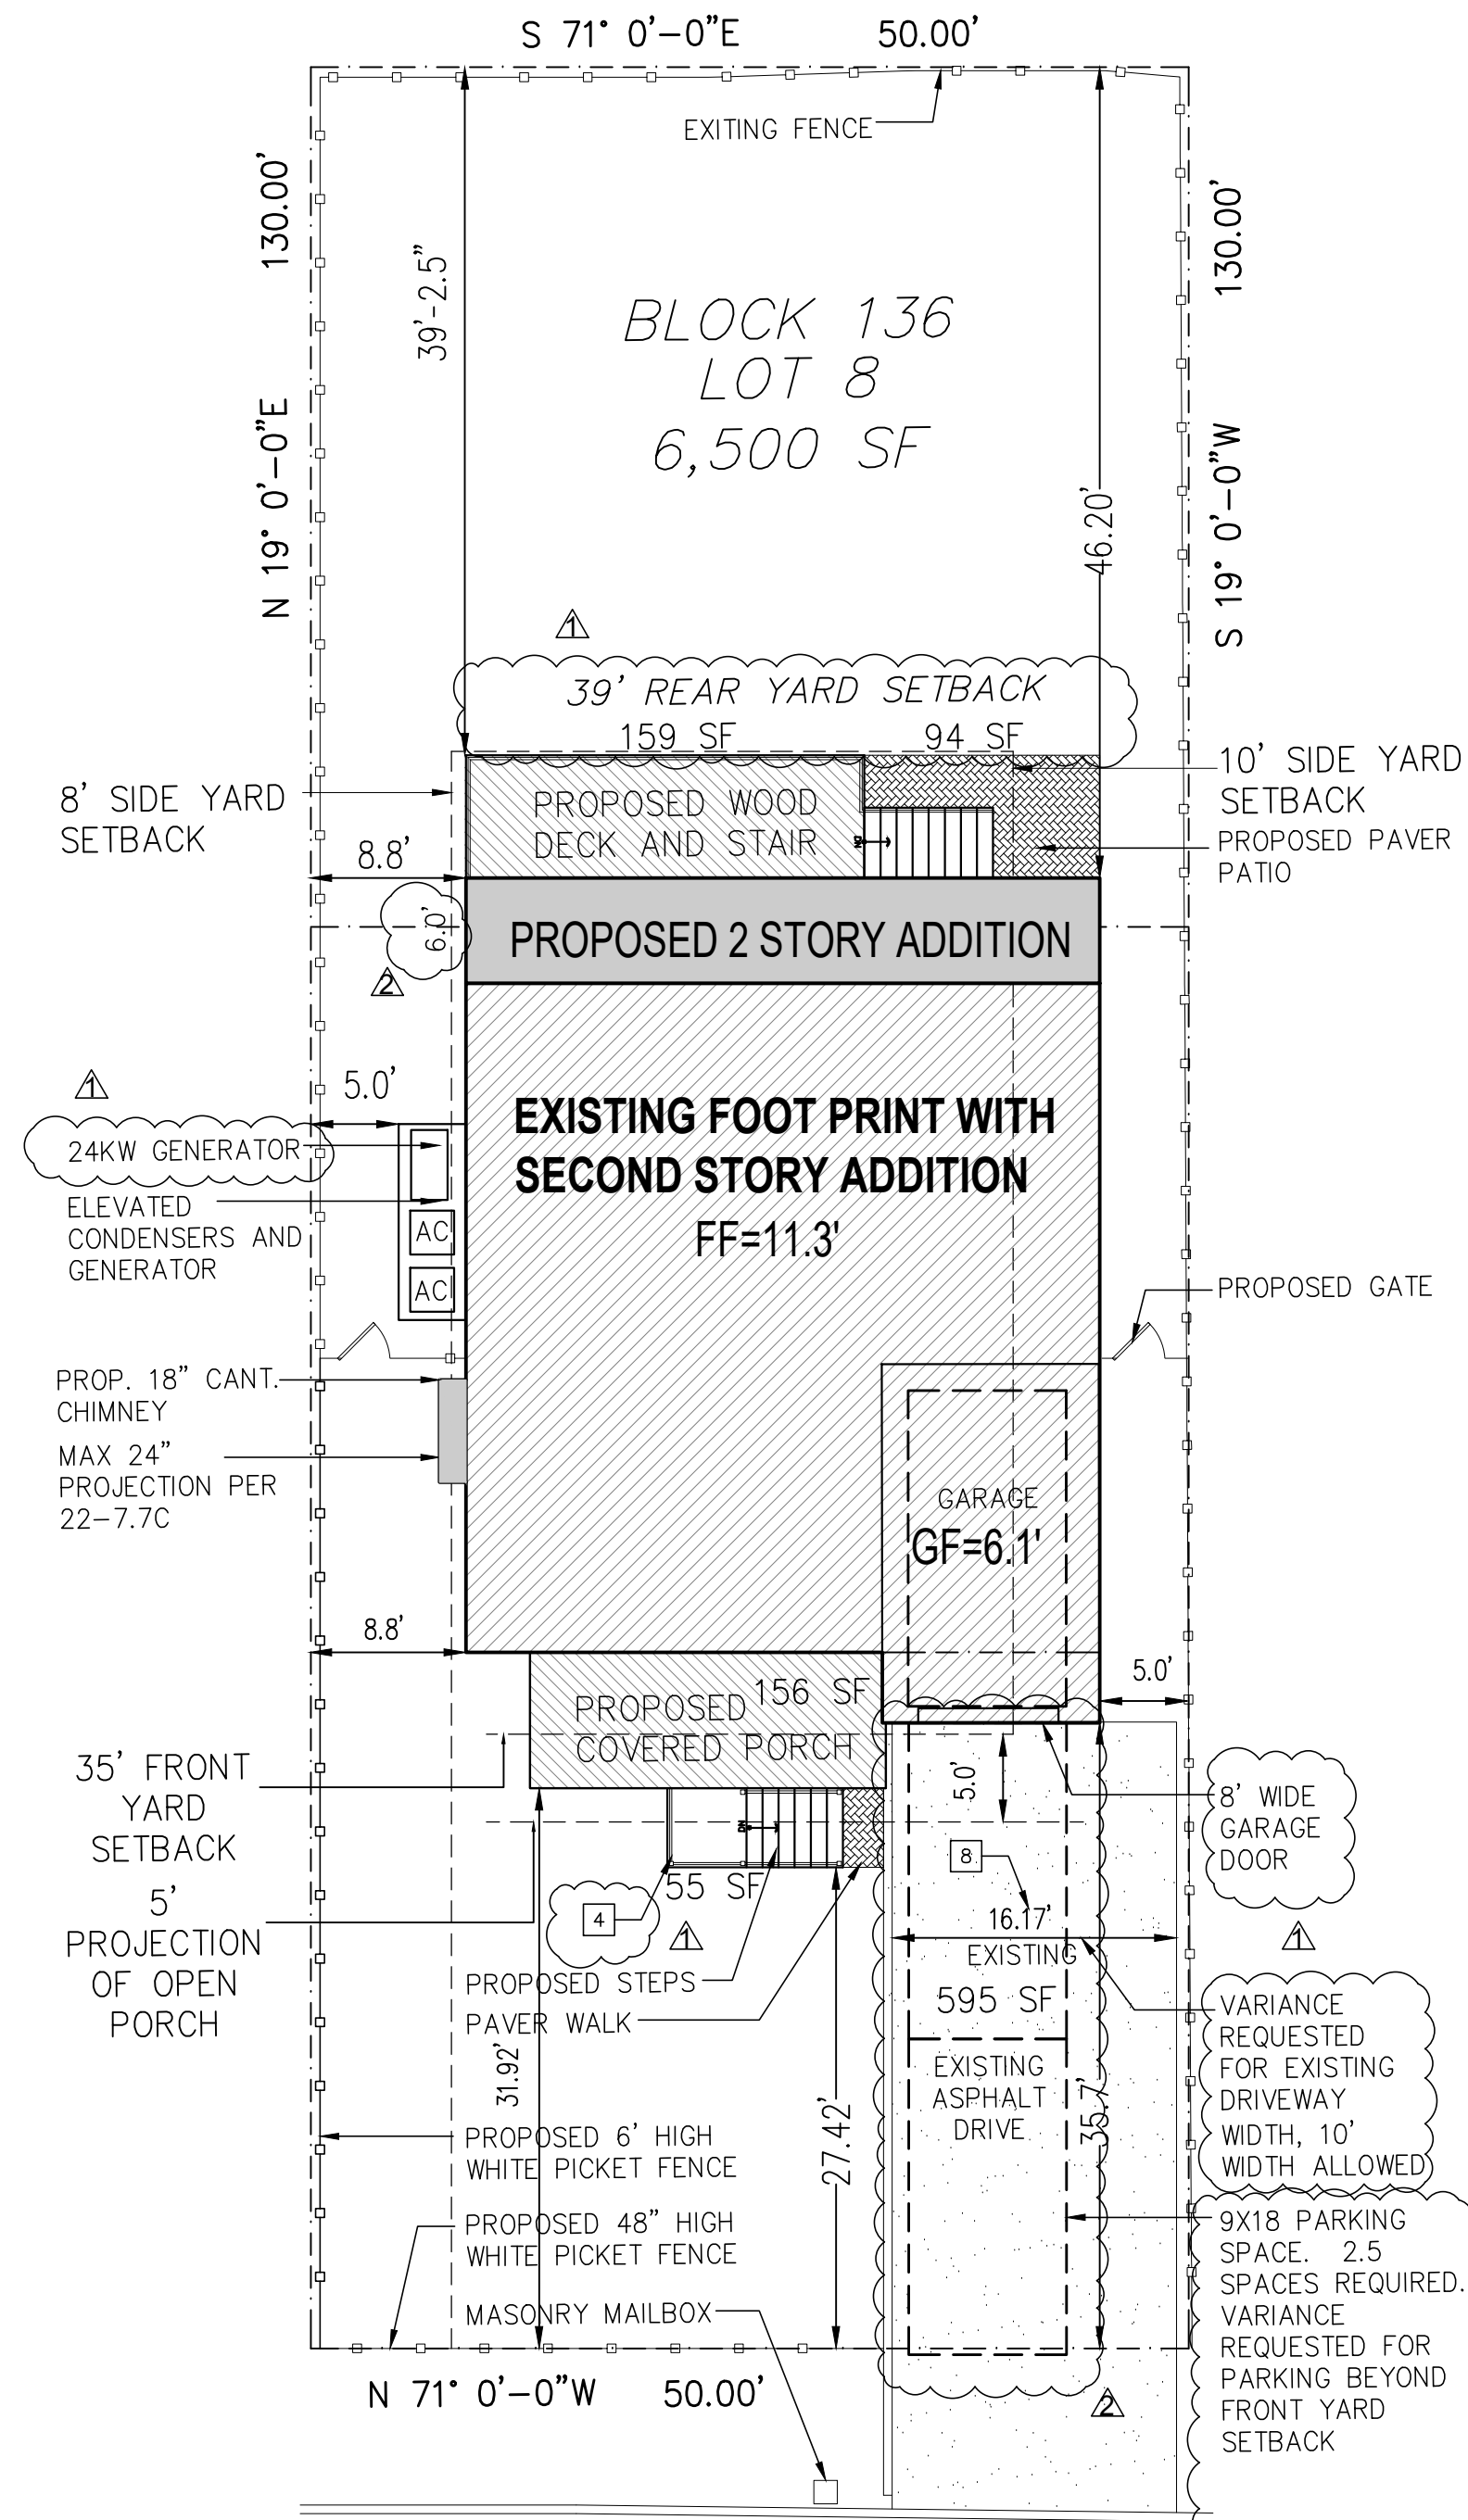 S 71° 0'-0"E 50.00'
EXITING FENCE
130.00'
N 19° 0'-0"E
39'-2.5"
BLOCK 136
LOT 8
6,500 SF
46.20'
130.00'
S 19° 0'-0"W
1
39' REAR YARD SETBACK
159 SF 94 SF
8' SIDE YARD
SETBACK
10' SIDE YARD
SETBACK
PROPOSED WOOD
DECK AND STAIR
DN
PROPOSED PAVER
PATIO
8.8'
6.0'
2
PROPOSED 2 STORY ADDITION
1
5.0'
24KW GENERATOR
ELEVATED
CONDENSERS AND
GENERATOR
AC
AC
EXISTING FOOT PRINT WITH
SECOND STORY ADDITION
FF=11.3'
PROPOSED GATE
PROP. 18" CANT.
CHIMNEY
MAX 24"
PROJECTION PER
22-7.7C
GARAGE
GF=6.1'
8.8'
5.0'
PROPOSED 156 SF
COVERED PORCH
35' FRONT
YARD
SETBACK
5'
PROJECTION
OF OPEN
PORCH
DN
5.0'
8' WIDE
GARAGE
DOOR
8
55 SF
4
1
16.17'
EXISTING
595 SF
1
PROPOSED STEPS
PAVER WALK
31.92'
27.42'
EXISTING
ASPHALT
DRIVE
35.7'
VARIANCE
REQUESTED
FOR EXISTING
DRIVEWAY
WIDTH, 10'
WIDTH ALLOWED
PROPOSED 6' HIGH
WHITE PICKET FENCE
PROPOSED 48" HIGH
WHITE PICKET FENCE
MASONRY MAILBOX
9X18 PARKING
SPACE. 2.5
SPACES REQUIRED.
VARIANCE
REQUESTED FOR
PARKING BEYOND
FRONT YARD
SETBACK
N 71° 0'-0"W 50.00'
2